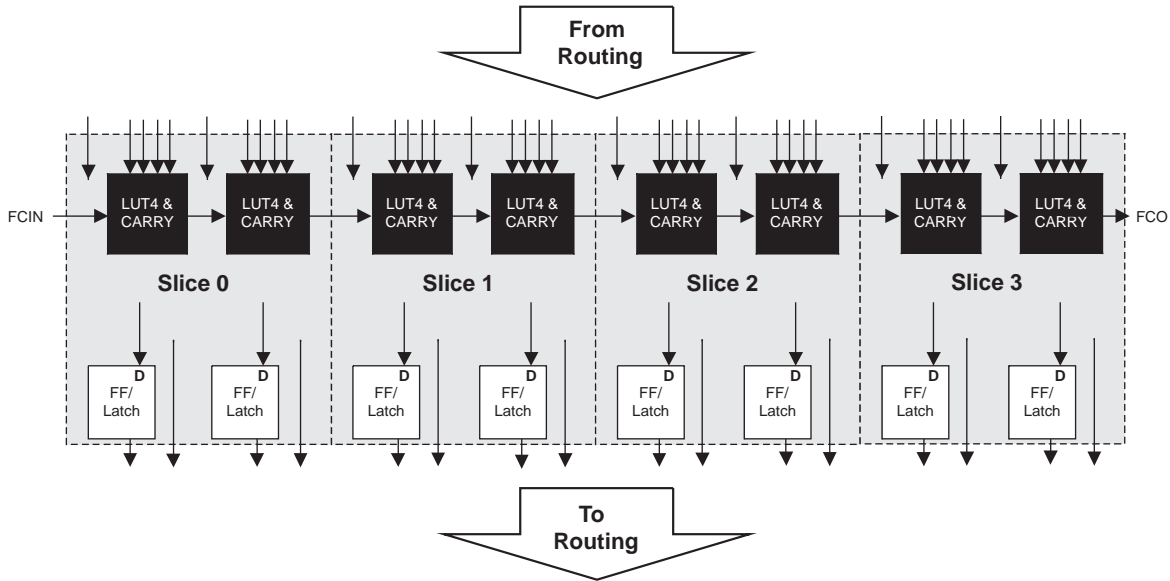 From
Routing
FCIN
LUT4 &
CARRY
LUT4 &
CARRY
LUT4 &
CARRY
LUT4 &
CARRY
LUT4 &
CARRY
LUT4 &
CARRY
LUT4 &
CARRY
LUT4 &
CARRY
FCO
Slice 0
Slice 1
Slice 2
Slice 3
D
FF/
Latch
D
FF/
Latch
D
FF/
Latch
D
FF/
Latch
D
FF/
Latch
D
FF/
Latch
D
FF/
Latch
D
FF/
Latch
To
Routing